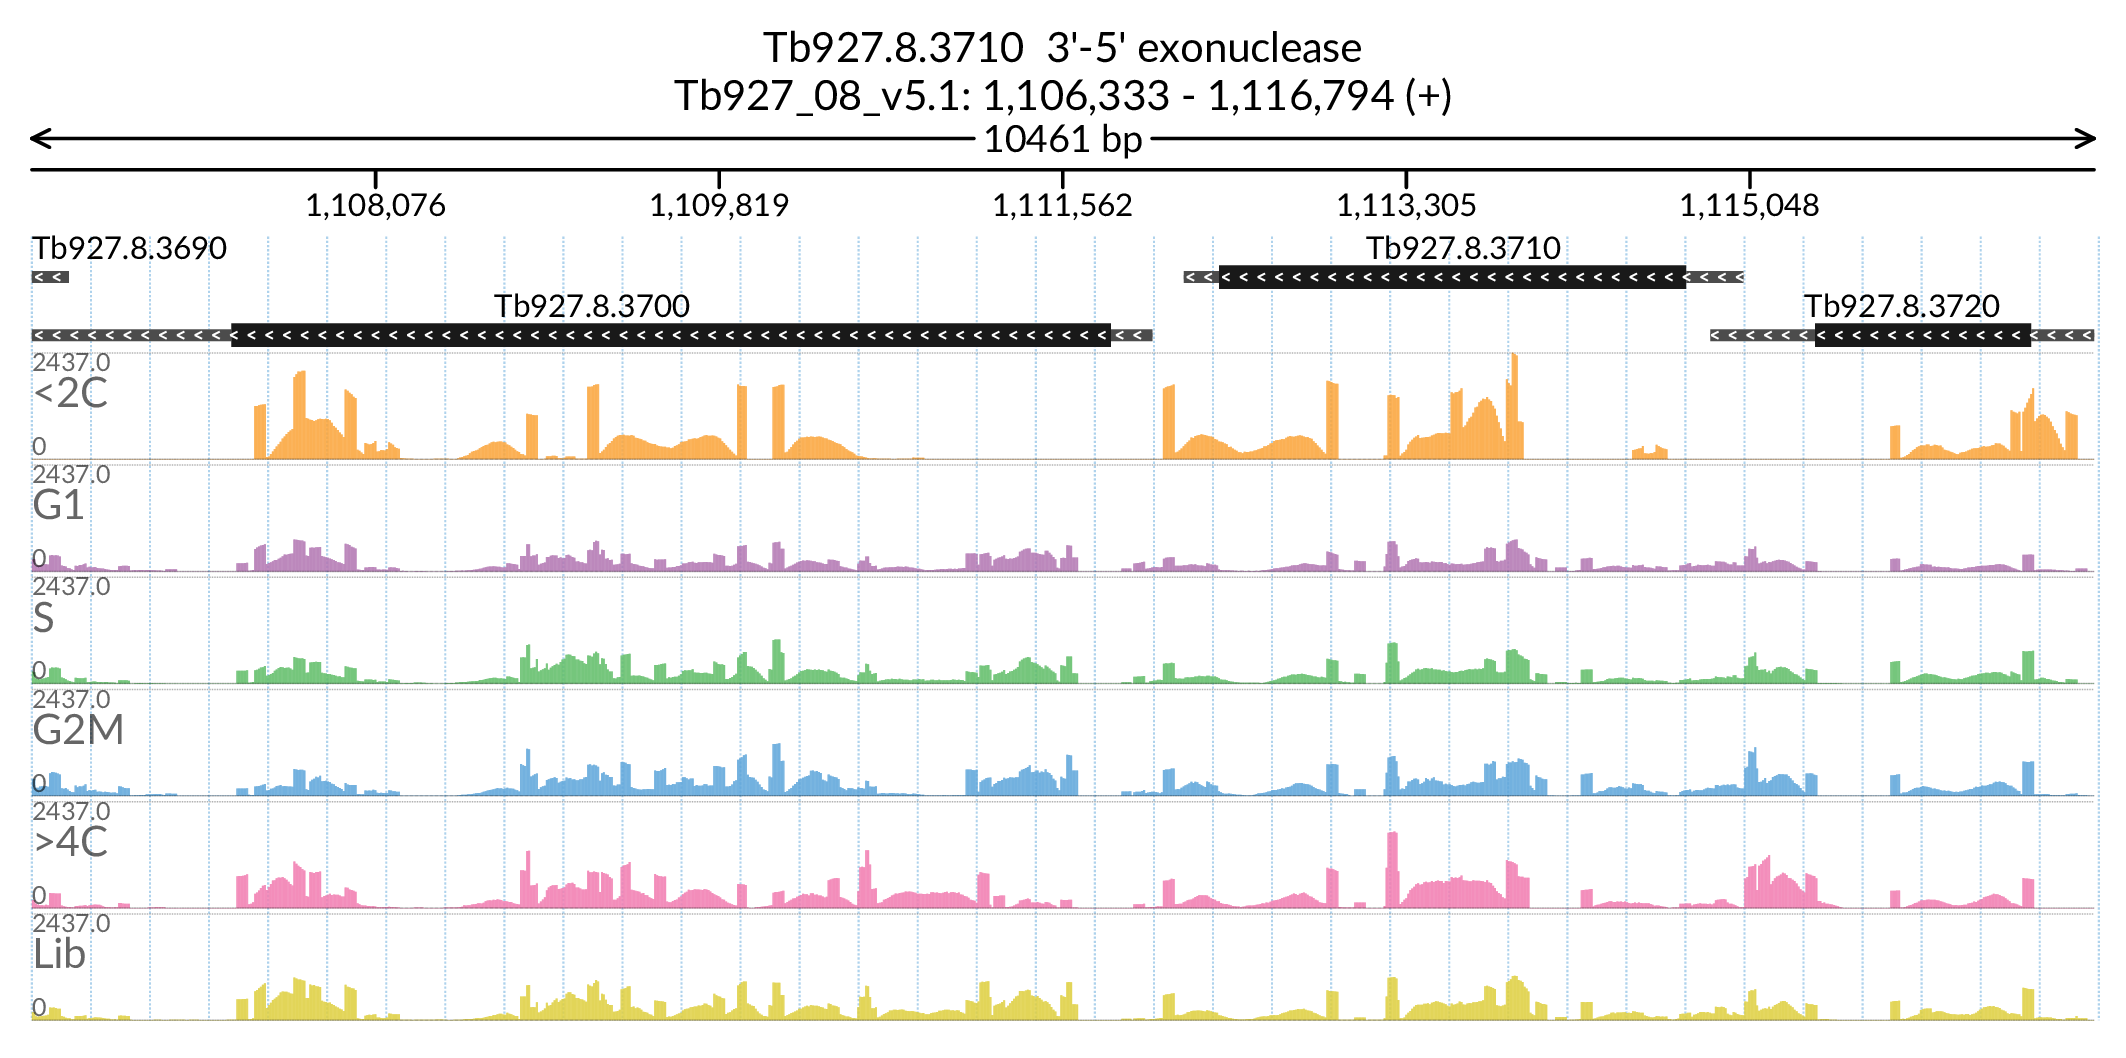 Tb927.8.3710  3'-5' exonuclease
Tb927_08_v5.1: 1,106,333 - 1,116,794 (+)
10461 bp
1,108,076 1,109,819 1,111,562 1,113,305 1,115,048
Tb927.8.3690 Tb927.8.3710
Tb927.8.3700 Tb927.8.3720
2437.0
<2C
0
2437.0
G1
0
2437.0
S
0
2437.0
G2M
0
2437.0
>4C
0
2437.0
Lib
0